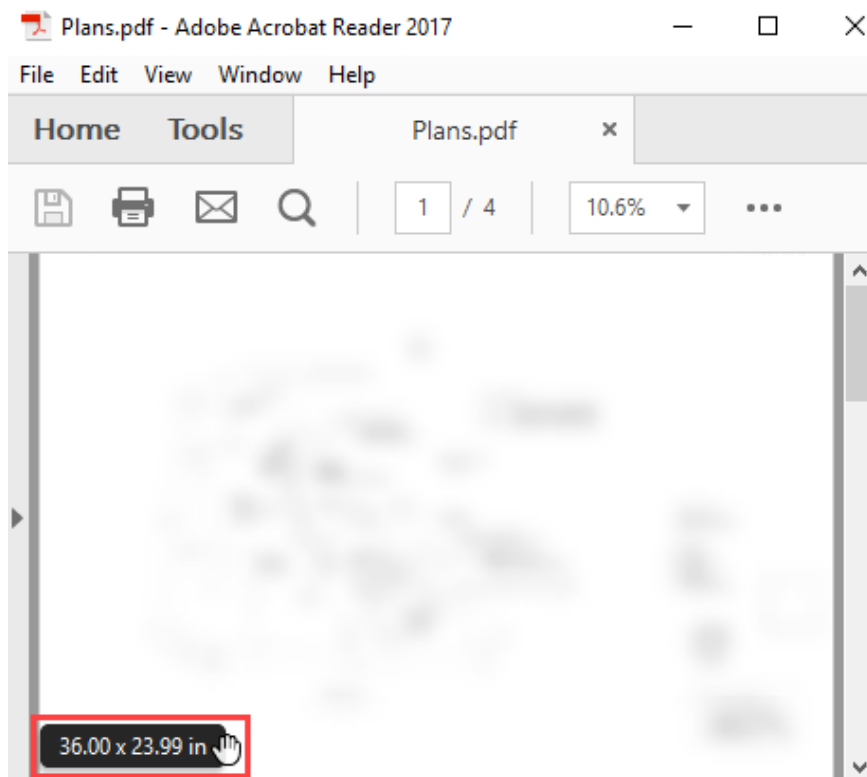 Plans.pdf - Adobe Acrobat Reader 2017
File Edit View Window Help
Home Tools Plans.pdf
1 / 4 10.6%
36.00 x 23.99 in